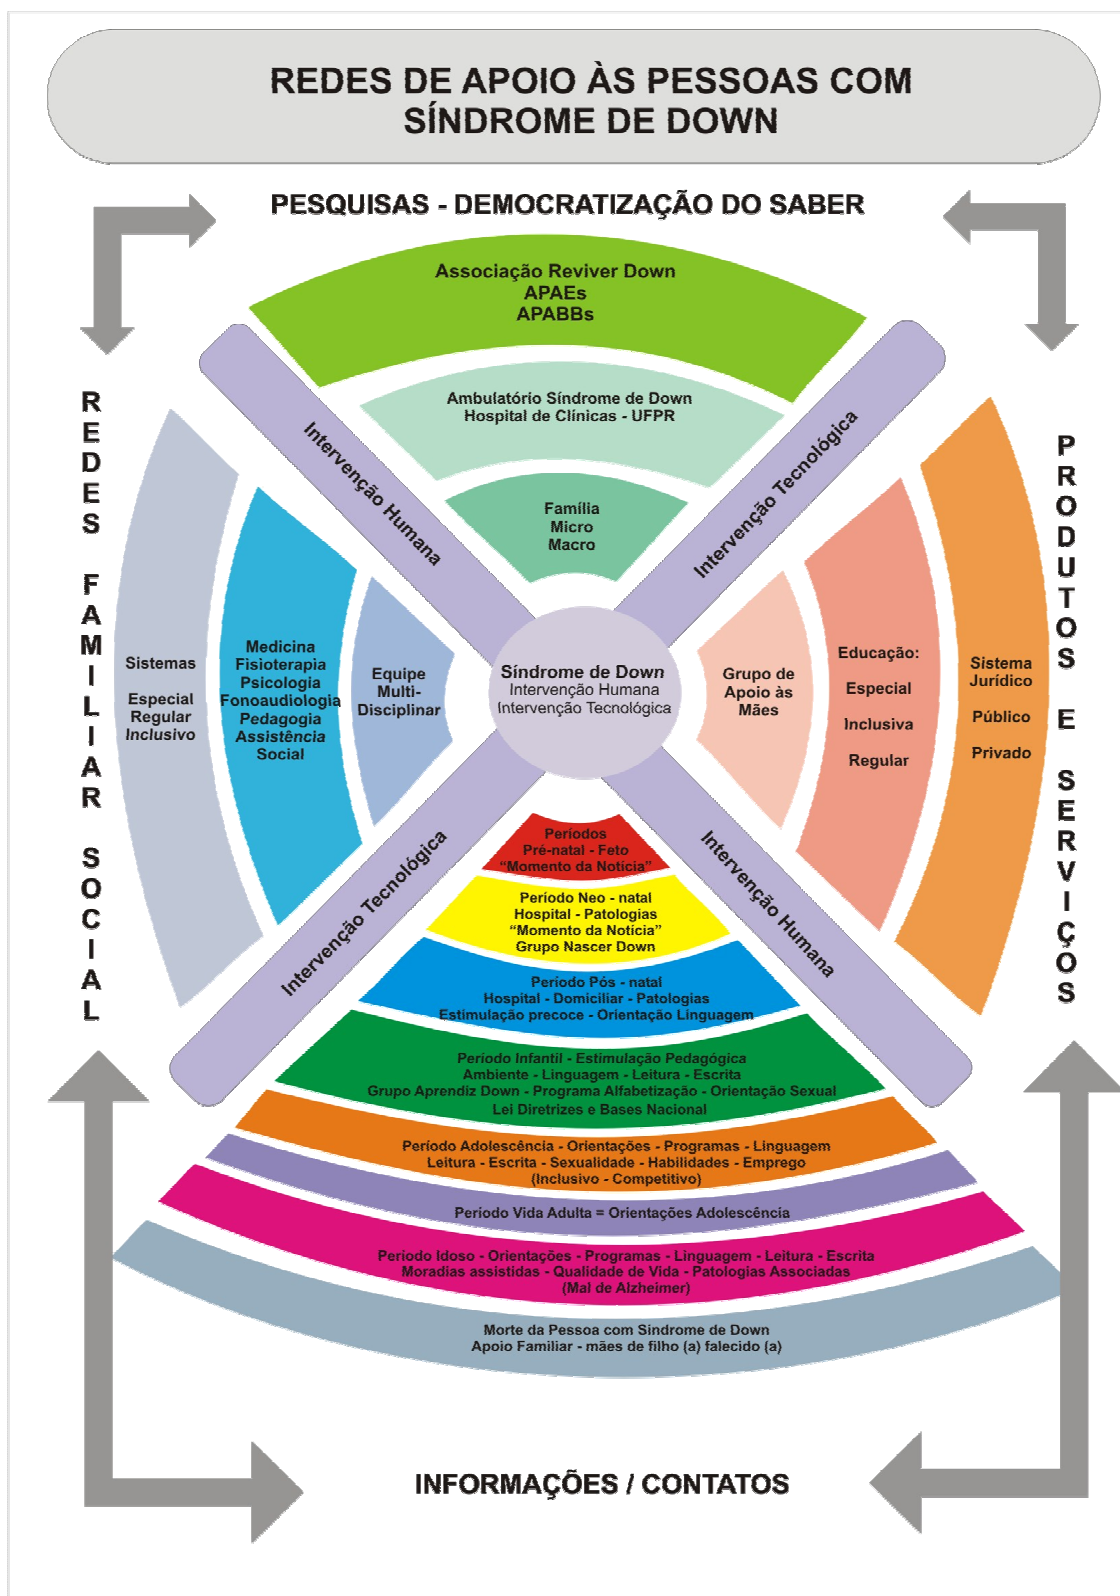 REDES DE APOIO ÀS PESSOAS COM
SÍNDROME DE DOWN
PESQUISAS - DEMOCRATIZAÇÃO DO SABER
Associação Reviver Down
APAEs
APABBs
Ambulatório Síndrome de Down
Hospital de Clínicas - UFPR
Família
Micro
Macro
Intervenção Humana
Intervenção Tecnológica
REDES FAMILIAR SOCIAL
Sistemas
Especial
Regular
Inclusivo
Medicina
Fisioterapia
Psicologia
Fonoaudiologia
Pedagogia
Assistência
Social
Equipe
Multi-
Disciplinar
Síndrome de Down
Intervenção Humana
Intervenção Tecnológica
Grupo de
Apoio às
Mães
Educação:
Especial
Inclusiva
Regular
Sistema
Jurídico
Público
Privado
PRODUTOS E SERVIÇOS
Intervenção Tecnológica
Intervenção Humana
Períodos
Pré-natal - Feto
“Momento da Notícia”
Período Neo - natal
Hospital - Patologias
“Momento da Notícia”
Grupo Nascer Down
Período Pós - natal
Hospital - Domiciliar - Patologias
Estimulação precoce - Orientação Linguagem
Período Infantil - Estimulação Pedagógica
Ambiente - Linguagem - Leitura - Escrita
Grupo Aprendiz Down - Programa Alfabetização - Orientação Sexual
Lei Diretrizes e Bases Nacional
Período Adolescência - Orientações - Programas - Linguagem
Leitura - Escrita - Sexualidade - Habilidades - Emprego
(Inclusivo - Competitivo)
Período Vida Adulta = Orientações Adolescência
Período Idoso - Orientações - Programas - Linguagem - Leitura - Escrita
Moradias assistidas - Qualidade de Vida - Patologias Associadas
(Mal de Alzheimer)
Morte da Pessoa com Sindrome de Down
Apoio Familiar - mães de filho (a) falecido (a)
INFORMAÇÕES / CONTATOS